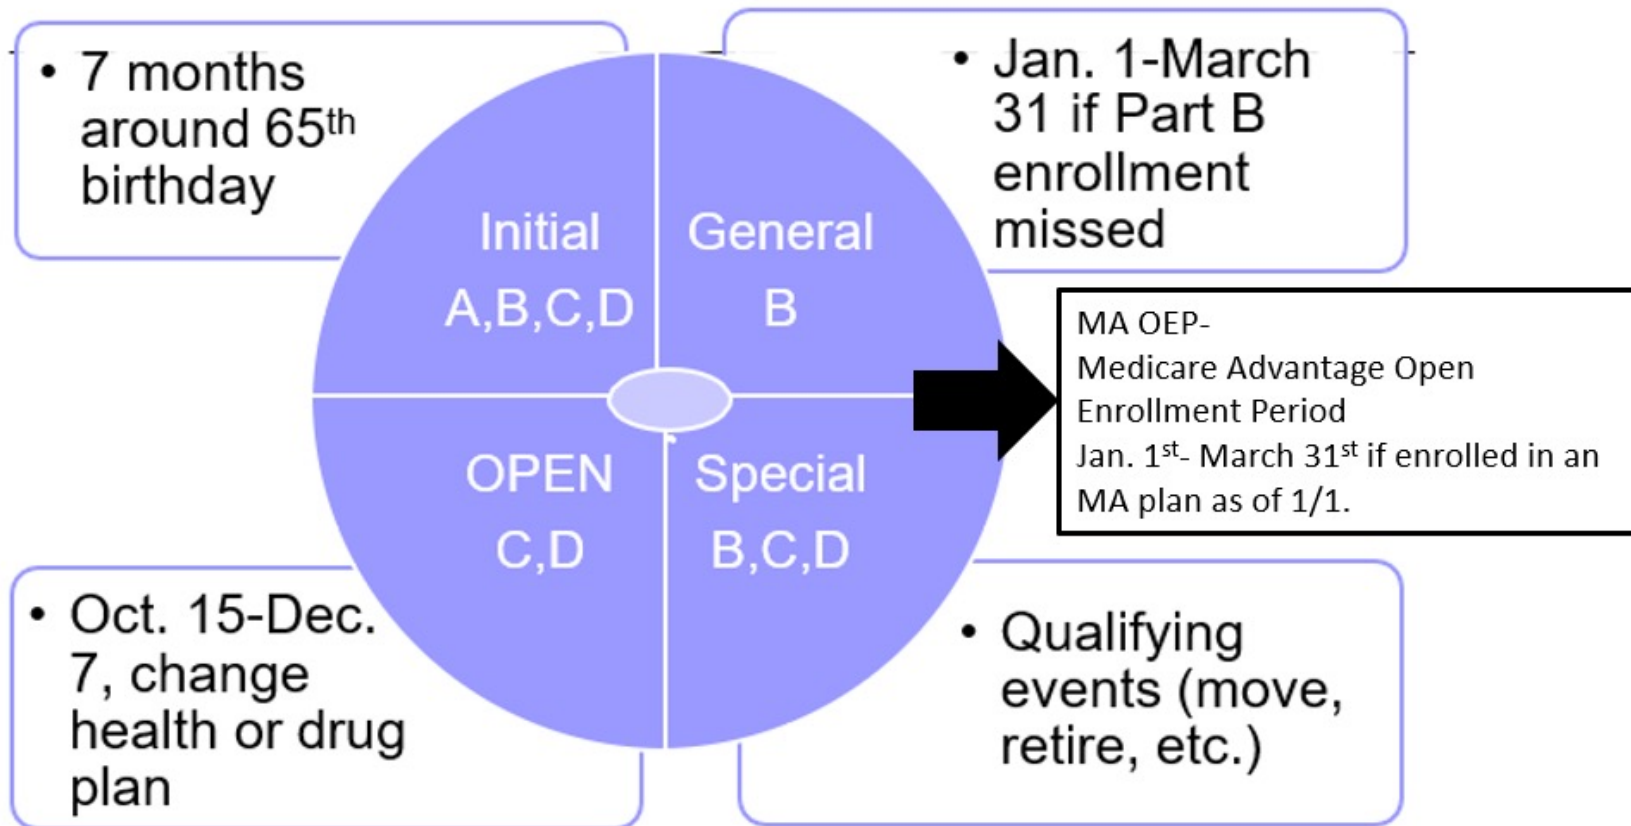 • 7 months
around 65th
birthday
• Jan. 1-March
31 if Part B
enrollment
missed
Initial
A,B,C,D
General
B
MA OEP-
Medicare Advantage Open
Enrollment Period
Jan. 1st- March 31st if enrolled in an
MA plan as of 1/1.
OPEN
C,D
Special
B,C,D
• Oct. 15-Dec.
7, change
health or drug
plan
• Qualifying
events (move,
retire, etc.)